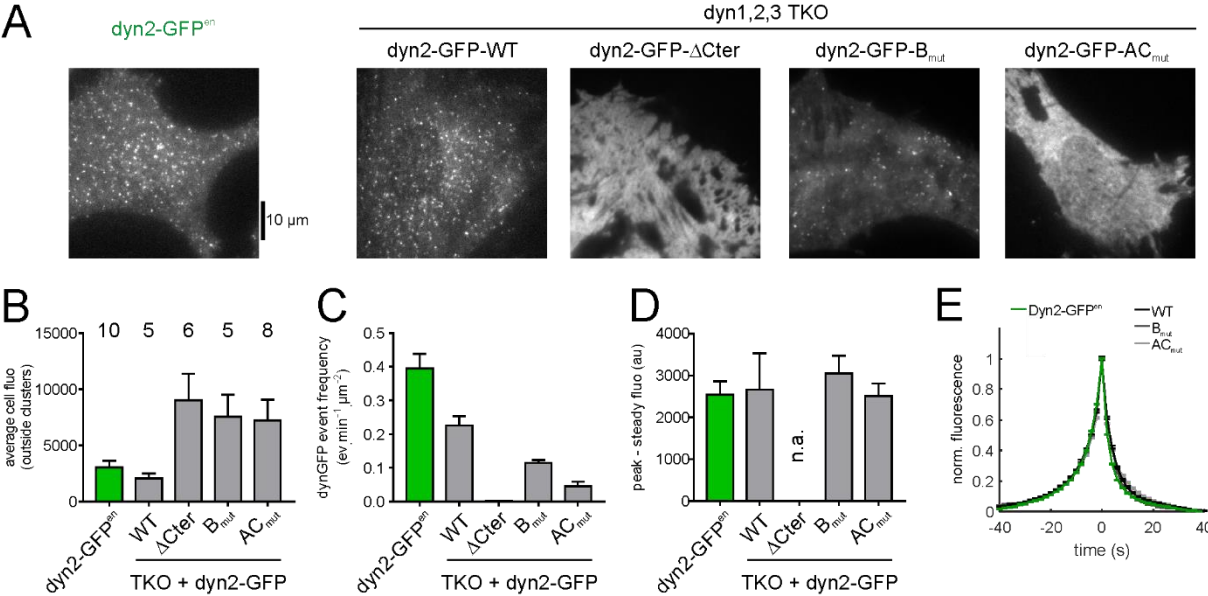 A
dyn2-GFPᵉⁿ
dyn1,2,3 TKO
dyn2-GFP-WT
dyn2-GFP-ΔCter
dyn2-GFP-Bmut
dyn2-GFP-ACmut
10 µm
B
average cell fluo
(outside clusters)
15000
10000
5000
0
10 5 6 5 8
dyn2-GFPᵉⁿ
WT
ΔCter
Bmut
ACmut
TKO + dyn2-GFP
C
dynGFP event frequency
(ev min⁻¹ µm⁻²)
0.5
0.4
0.3
0.2
0.1
0.0
dyn2-GFPᵉⁿ
WT
ΔCter
Bmut
ACmut
TKO + dyn2-GFP
D
peak - steady fluo (au)
4000
3000
2000
1000
0
n.a.
dyn2-GFPᵉⁿ
WT
ΔCter
Bmut
ACmut
TKO + dyn2-GFP
E
Dyn2-GFPᵉⁿ
WT
Bmut
ACmut
norm. fluorescence
1
0.8
0.6
0.4
0.2
0
-40 -20 0 20 40
time (s)